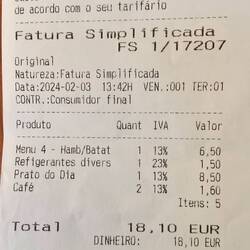 de acordo com o seu tarifário
Fatura Simplificada
FS 1/17207
Original
Natureza:Fatura Simplificada
Data:2024-02-03 13:42H VEN.:001 TER:01
CONTR.:Consumidor final
Produto Quant IVA Valor
Menu 4 - Hamb/Batat 1 13% 6,50
Refrigerantes divers 1 23% 1,50
Prato do Dia 1 13% 8,50
Café 2 13% 1,60
Itens: 5
Total 18,10 EUR
DINHEIRO: 18,10 EUR